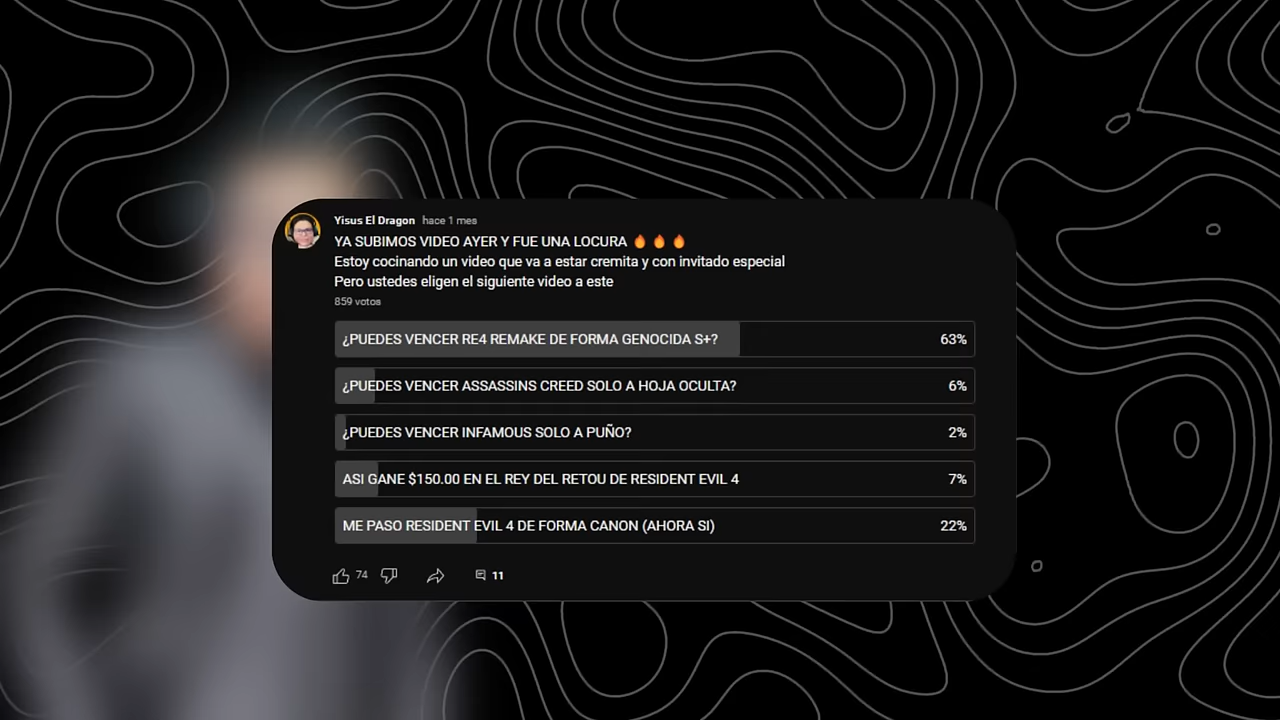 Yisus El Dragon hace 1 mes
YA SUBIMOS VIDEO AYER Y FUE UNA LOCURA 🔥 🔥 🔥
Estoy cocinando un video que va a estar cremita y con invitado especial
Pero ustedes eligen el siguiente video a este
859 votos
¿PUEDES VENCER RE4 REMAKE DE FORMA GENOCIDA S+? 63%
¿PUEDES VENCER ASSASSINS CREED SOLO A HOJA OCULTA? 6%
¿PUEDES VENCER INFAMOUS SOLO A PUÑO? 2%
ASI GANE $150.00 EN EL REY DEL RETOU DE RESIDENT EVIL 4 7%
ME PASO RESIDENT EVIL 4 DE FORMA CANON (AHORA SI) 22%
74 11